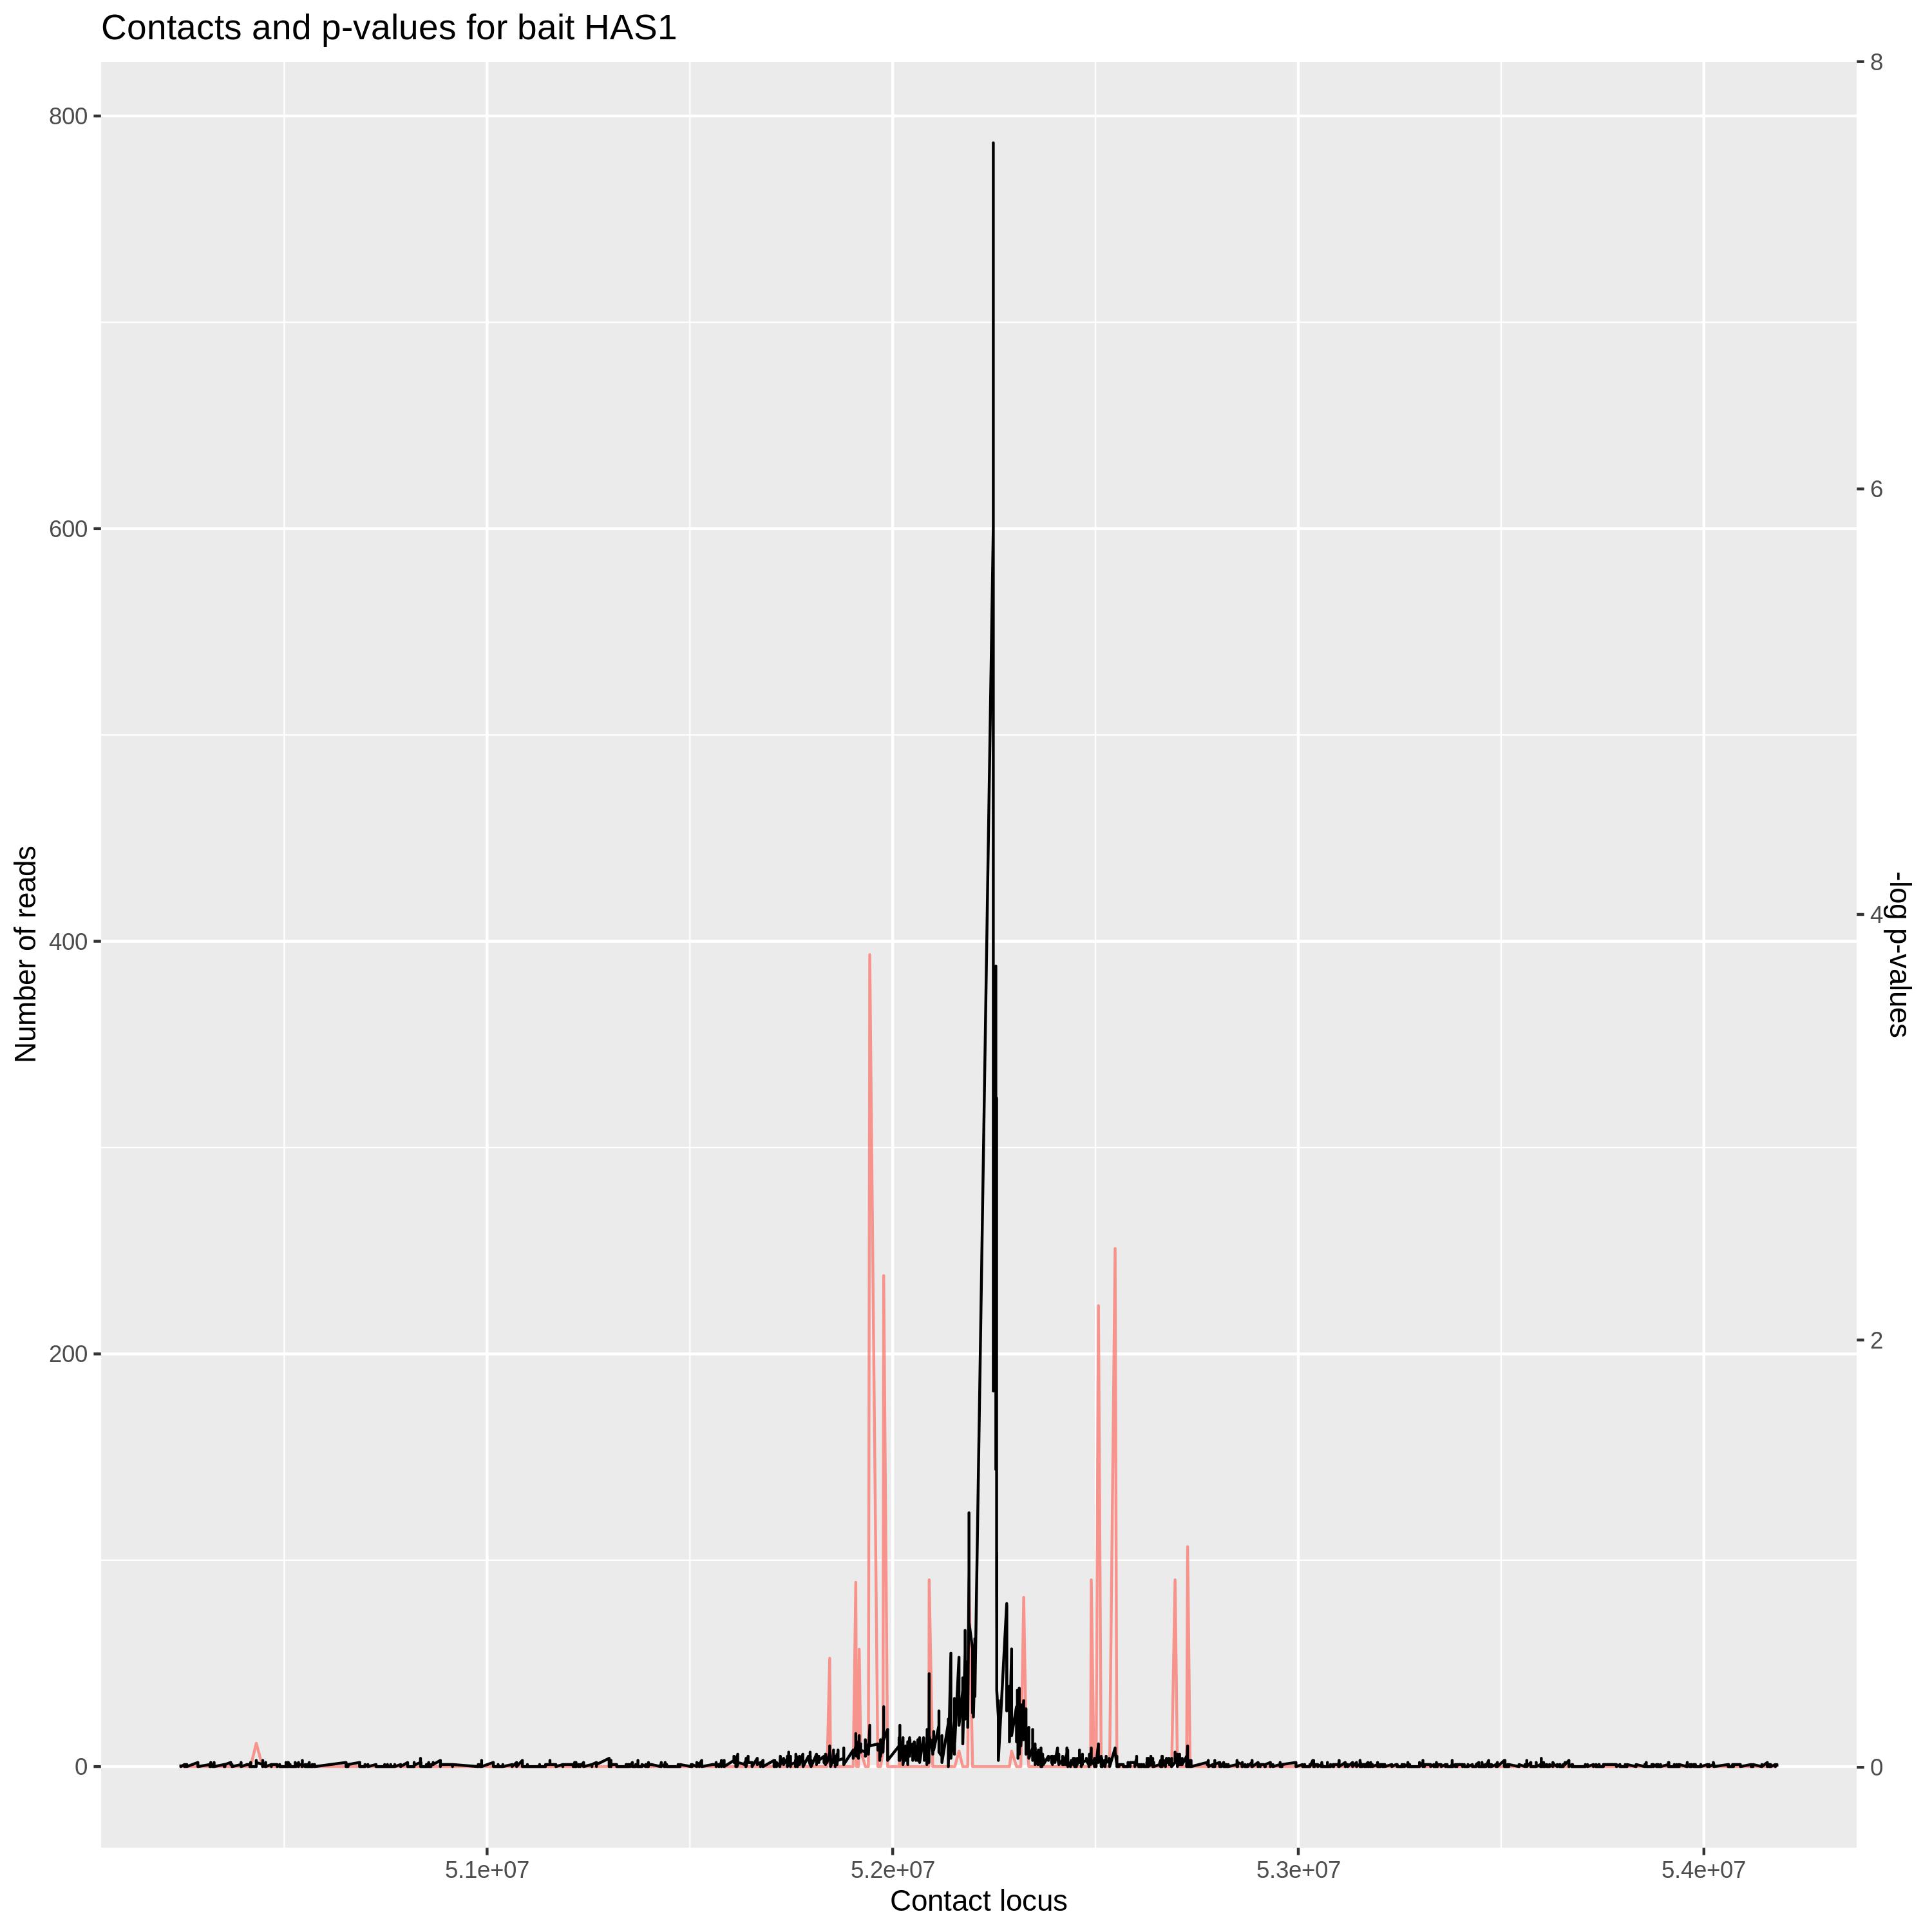 Contacts and p-values for bait HAS1
800
600
400
200
0
Number of reads
8
6
4
2
0
-log p-values
5.1e+07
5.2e+07
5.3e+07
5.4e+07
Contact locus